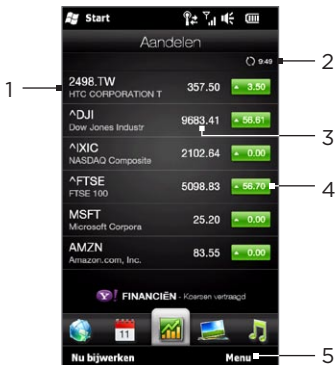 Start
Aandelen
9:49
2
1
2498.TW
HTC CORPORATION T
357.50
3.50
^DJI
Dow Jones Industr
9683.41
56.61
3
^IXIC
NASDAQ Composite
2102.64
0.00
^FTSE
FTSE 100
5098.83
56.70
4
MSFT
Microsoft Corpora
25.20
0.00
AMZN
Amazon.com, Inc.
83.55
0.00
Y! FINANCIËN - Koersen vertraagd
11
Nu bijwerken
Menu
5